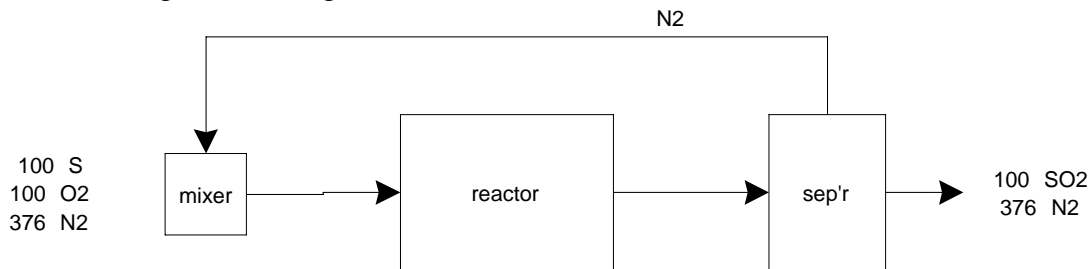 N2
100 S
100 O2
376 N2
mixer
reactor
sep'r
100 SO2
376 N2